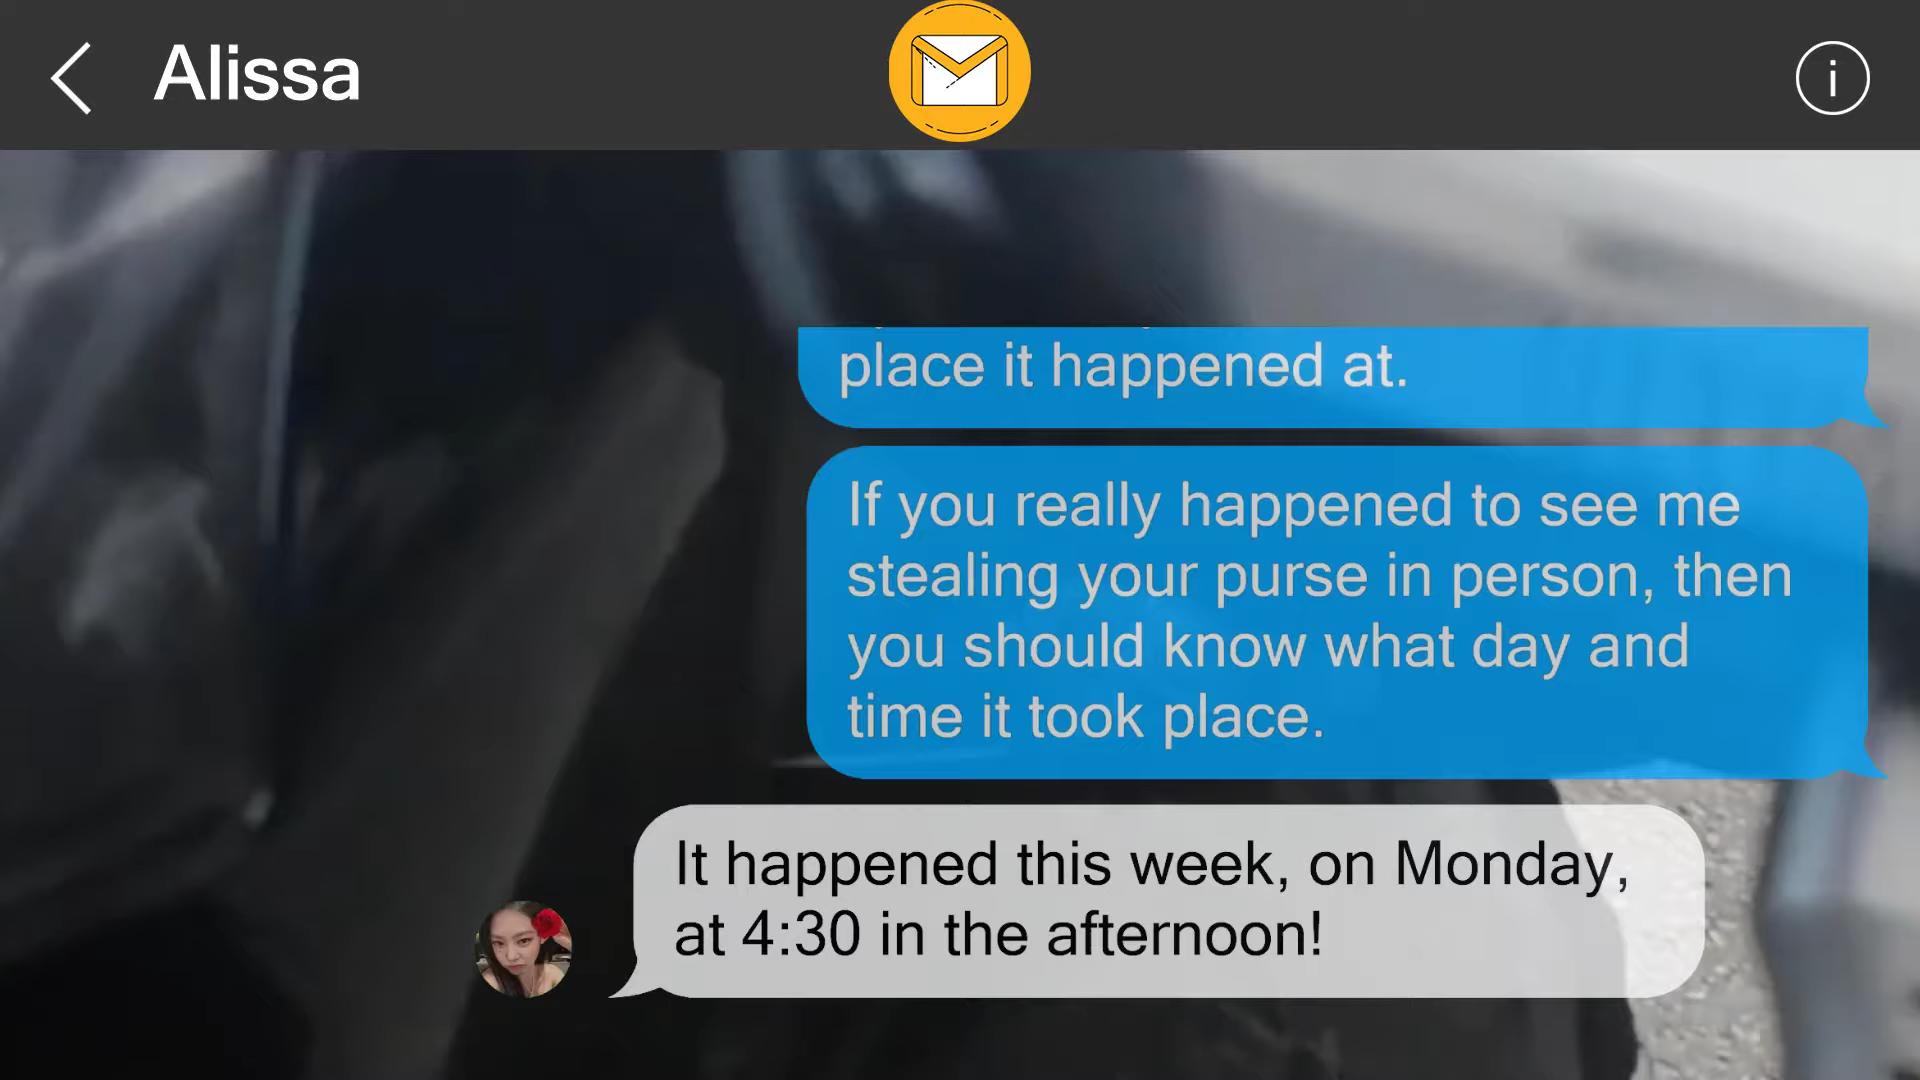 Alissa
i
place it happened at.
If you really happened to see me
stealing your purse in person, then
you should know what day and
time it took place.
It happened this week, on Monday,
at 4:30 in the afternoon!